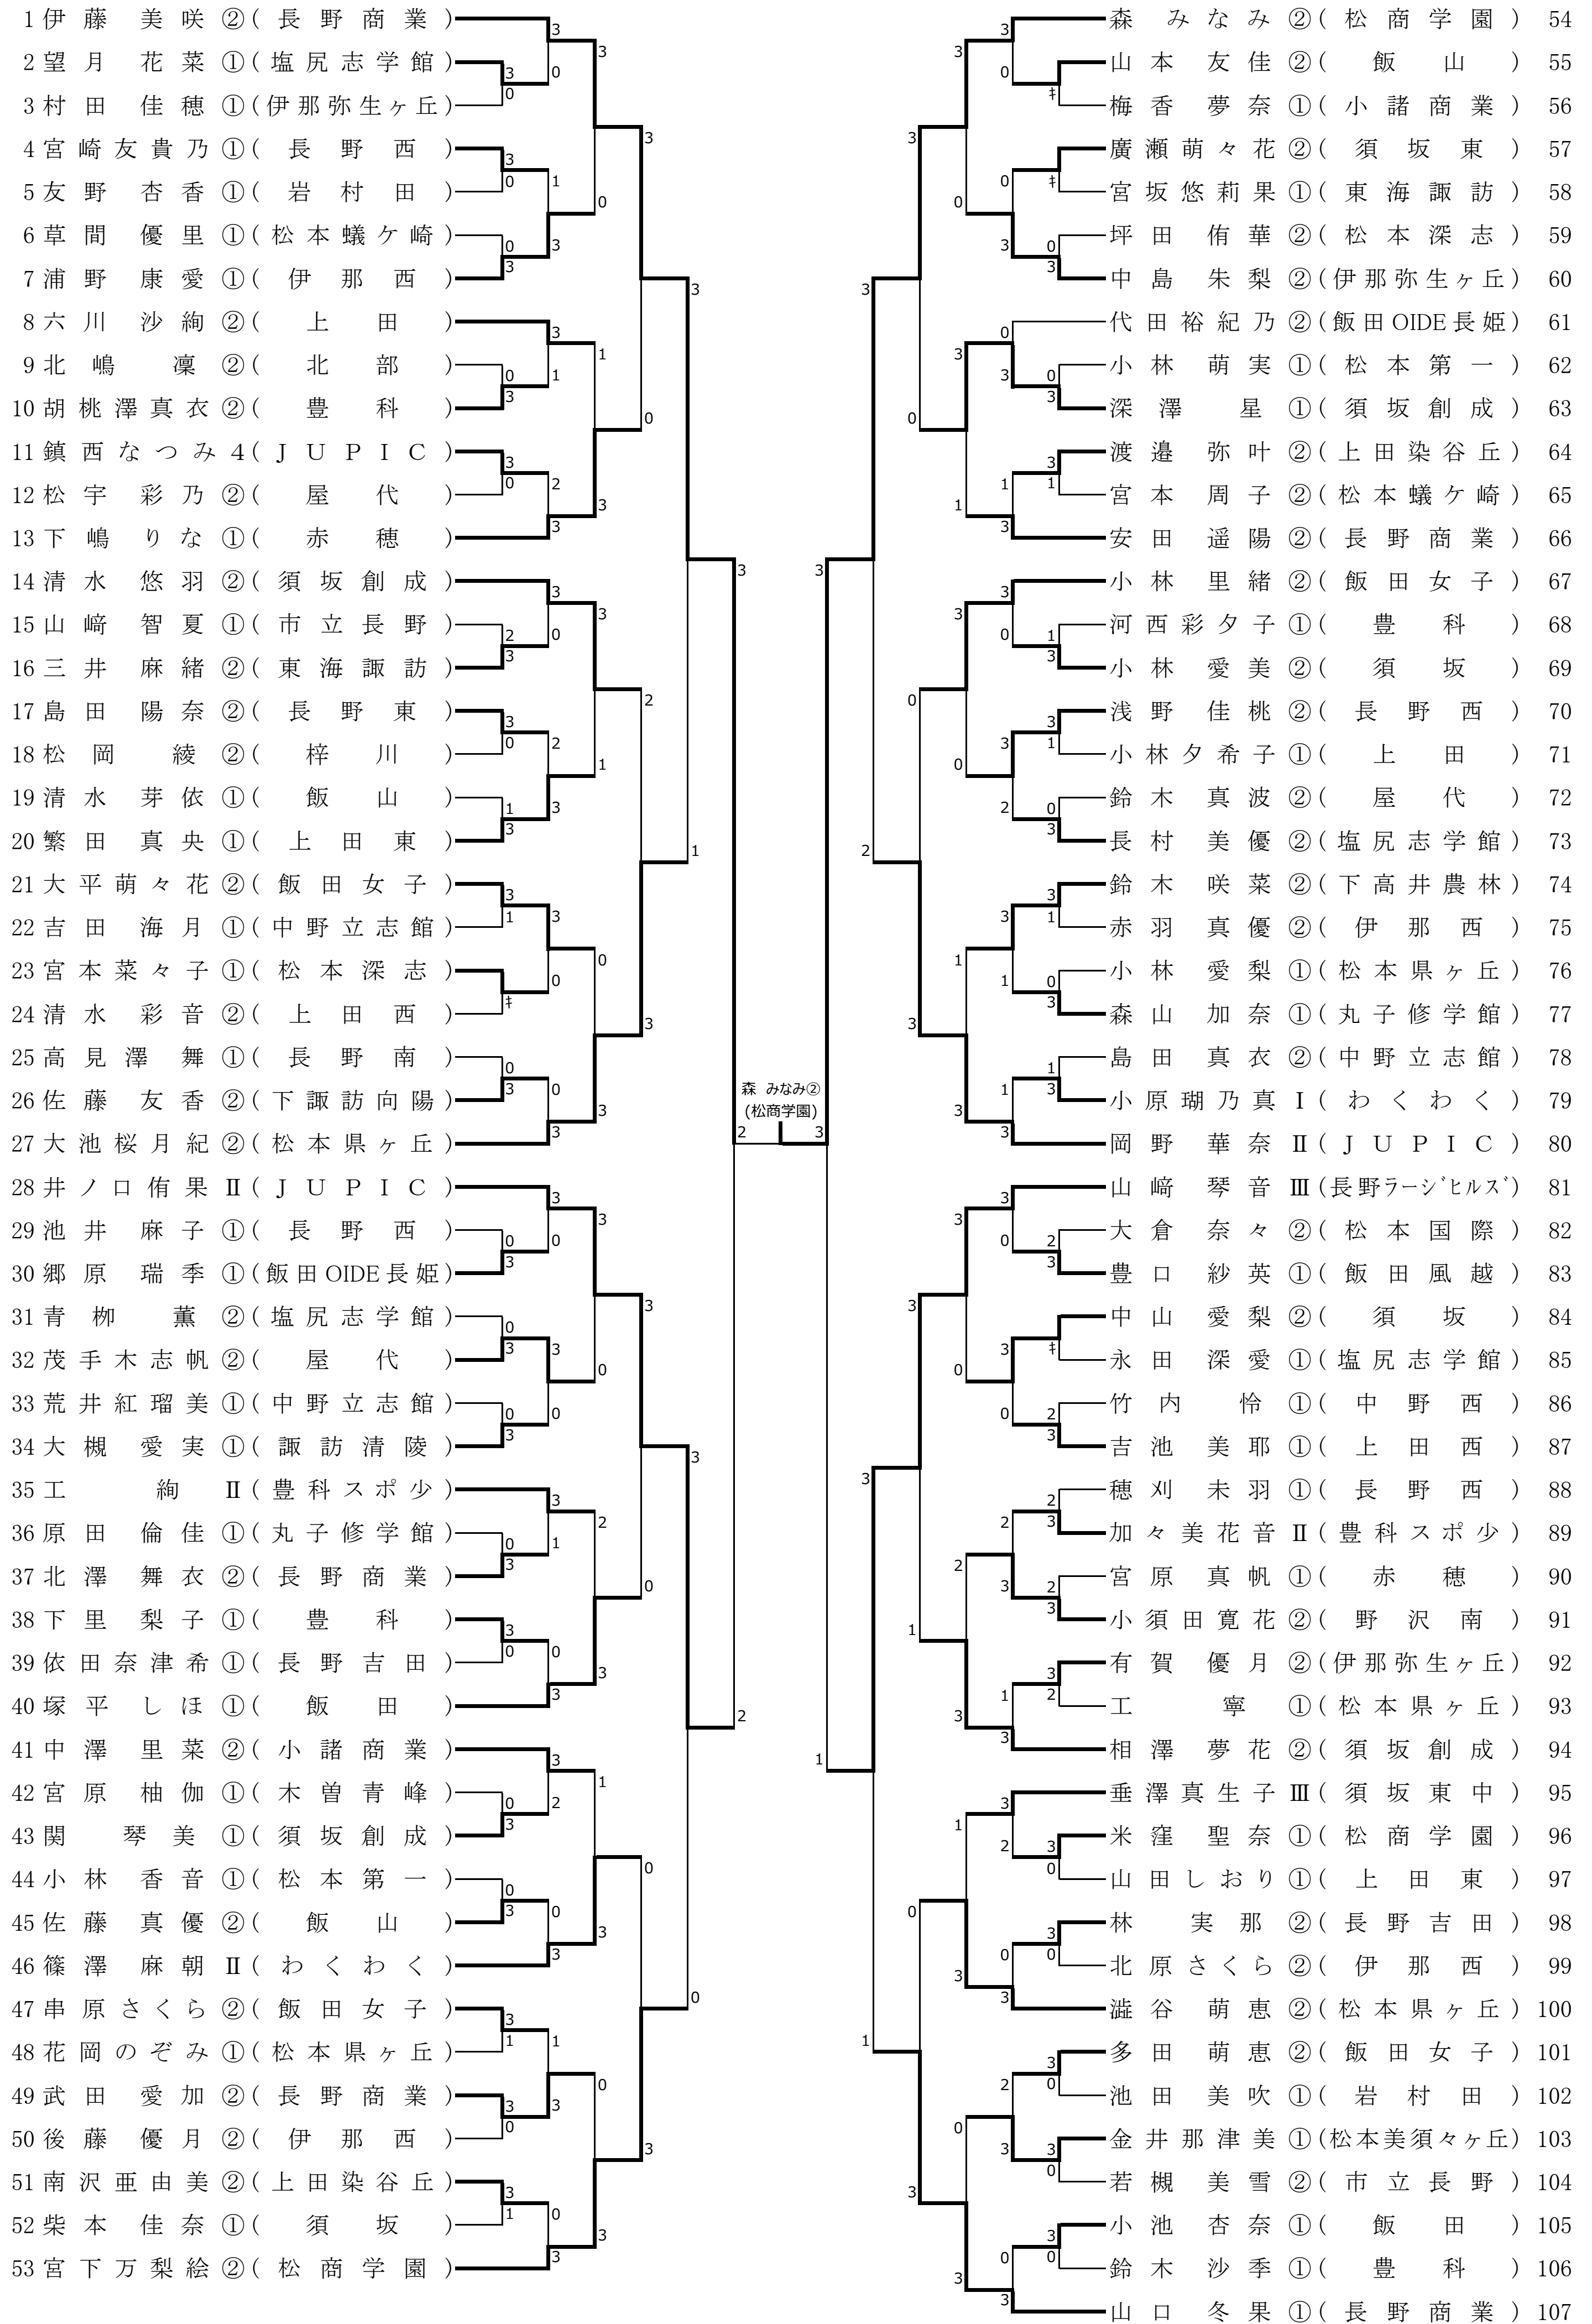 1 伊藤 美咲 ② ( 長野商業 )
2 望月 花菜 ① ( 塩尻志学館 )
3 村田 佳穂 ① ( 伊那弥生ヶ丘 )
4 宮崎友貴乃 ① ( 長野西 )
5 友野 杏香 ① ( 岩村田 )
6 草間 優里 ① ( 松本蟻ケ崎 )
7 浦野 康愛 ① ( 伊那西 )
8 六川 沙絢 ② ( 上田 )
9 北嶋 凜 ② ( 北部 )
10 胡桃澤真衣 ② ( 豊科 )
11 鎮西なつみ 4 ( JUPIC )
12 松宇 彩乃 ② ( 屋代 )
13 下嶋 りな ① ( 赤穂 )
14 清水 悠羽 ② ( 須坂創成 )
15 山﨑 智夏 ① ( 市立長野 )
16 三井 麻緒 ② ( 東海諏訪 )
17 島田 陽奈 ② ( 長野東 )
18 松岡 綾 ② ( 梓川 )
19 清水 芽依 ① ( 飯山 )
20 繁田 真央 ① ( 上田東 )
21 大平萌々花 ② ( 飯田女子 )
22 吉田 海月 ① ( 中野立志館 )
23 宮本菜々子 ① ( 松本深志 )
24 清水 彩音 ② ( 上田西 )
25 高見澤 舞 ① ( 長野南 )
26 佐藤 友香 ② ( 下諏訪向陽 )
27 大池桜月紀 ② ( 松本県ヶ丘 )
28 井ノ口侑果 Ⅱ ( JUPIC )
29 池井 麻子 ① ( 長野西 )
30 郷原 瑞季 ① ( 飯田OIDE長姫 )
31 青栁 薫 ② ( 塩尻志学館 )
32 茂手木志帆 ② ( 屋代 )
33 荒井紅瑠美 ① ( 中野立志館 )
34 大槻 愛実 ① ( 諏訪清陵 )
35 工 絢 Ⅱ ( 豊科スポ少 )
36 原田 倫佳 ① ( 丸子修学館 )
37 北澤 舞衣 ② ( 長野商業 )
38 下里 梨子 ① ( 豊科 )
39 依田奈津希 ① ( 長野吉田 )
40 塚平 しほ ① ( 飯田 )
41 中澤 里菜 ② ( 小諸商業 )
42 宮原 柚伽 ① ( 木曽青峰 )
43 関 琴美 ① ( 須坂創成 )
44 小林 香音 ① ( 松本第一 )
45 佐藤 真優 ② ( 飯山 )
46 篠澤 麻朝 Ⅱ ( わくわく )
47 串原さくら ② ( 飯田女子 )
48 花岡のぞみ ① ( 松本県ヶ丘 )
49 武田 愛加 ② ( 長野商業 )
50 後藤 優月 ② ( 伊那西 )
51 南沢亜由美 ② ( 上田染谷丘 )
52 柴本 佳奈 ① ( 須坂 )
53 宮下万梨絵 ② ( 松商学園 )
森 みなみ②
(松商学園)
森 みなみ ② ( 松商学園 ) 54
山本 友佳 ② ( 飯山 ) 55
梅香 夢奈 ① ( 小諸商業 ) 56
廣瀬萌々花 ② ( 須坂東 ) 57
宮坂悠莉果 ① ( 東海諏訪 ) 58
坪田 侑華 ② ( 松本深志 ) 59
中島 朱梨 ② ( 伊那弥生ヶ丘 ) 60
代田裕紀乃 ② ( 飯田OIDE長姫 ) 61
小林 萌実 ① ( 松本第一 ) 62
深澤 星 ① ( 須坂創成 ) 63
渡邉 弥叶 ② ( 上田染谷丘 ) 64
宮本 周子 ② ( 松本蟻ケ崎 ) 65
安田 遥陽 ② ( 長野商業 ) 66
小林 里緒 ② ( 飯田女子 ) 67
河西彩夕子 ① ( 豊科 ) 68
小林 愛美 ② ( 須坂 ) 69
浅野 佳桃 ② ( 長野西 ) 70
小林夕希子 ① ( 上田 ) 71
鈴木 真波 ② ( 屋代 ) 72
長村 美優 ② ( 塩尻志学館 ) 73
鈴木 咲菜 ② ( 下高井農林 ) 74
赤羽 真優 ② ( 伊那西 ) 75
小林 愛梨 ① ( 松本県ヶ丘 ) 76
森山 加奈 ① ( 丸子修学館 ) 77
島田 真衣 ② ( 中野立志館 ) 78
小原瑚乃真 Ⅰ ( わくわく ) 79
岡野 華奈 Ⅱ ( JUPIC ) 80
山﨑 琴音 Ⅲ ( 長野ラージヒルズ ) 81
大倉 奈々 ② ( 松本国際 ) 82
豊口 紗英 ① ( 飯田風越 ) 83
中山 愛梨 ② ( 須坂 ) 84
永田 深愛 ① ( 塩尻志学館 ) 85
竹内 怜 ① ( 中野西 ) 86
吉池 美耶 ① ( 上田西 ) 87
穂刈 未羽 ① ( 長野西 ) 88
加々美花音 Ⅱ ( 豊科スポ少 ) 89
宮原 真帆 ① ( 赤穂 ) 90
小須田寛花 ② ( 野沢南 ) 91
有賀 優月 ② ( 伊那弥生ヶ丘 ) 92
工 寧 ① ( 松本県ヶ丘 ) 93
相澤 夢花 ② ( 須坂創成 ) 94
垂澤真生子 Ⅲ ( 須坂東中 ) 95
米窪 聖奈 ① ( 松商学園 ) 96
山田しおり ① ( 上田東 ) 97
林 実那 ② ( 長野吉田 ) 98
北原さくら ② ( 伊那西 ) 99
澁谷 萌恵 ② ( 松本県ヶ丘 ) 100
多田 萌恵 ② ( 飯田女子 ) 101
池田 美吹 ① ( 岩村田 ) 102
金井那津美 ① ( 松本美須々ヶ丘 ) 103
若槻 美雪 ② ( 市立長野 ) 104
小池 杏奈 ① ( 飯田 ) 105
鈴木 沙季 ① ( 豊科 ) 106
山口 冬果 ① ( 長野商業 ) 107